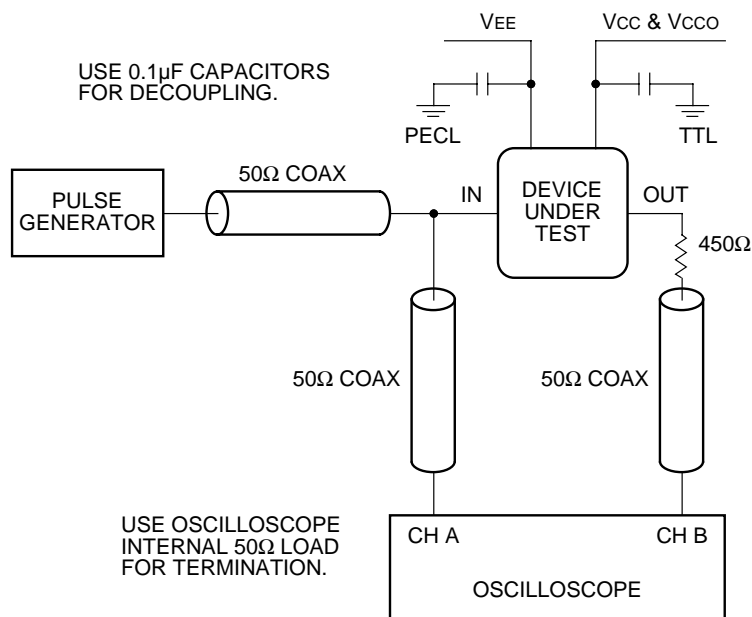 VEE
VCC & VCCO
USE 0.1µF CAPACITORS
FOR DECOUPLING.
PECL
TTL
50Ω COAX
PULSE
GENERATOR
IN
DEVICE
UNDER
TEST
OUT
450Ω
50Ω COAX
50Ω COAX
USE OSCILLOSCOPE
INTERNAL 50Ω LOAD
FOR TERMINATION.
CH A
CH B
OSCILLOSCOPE